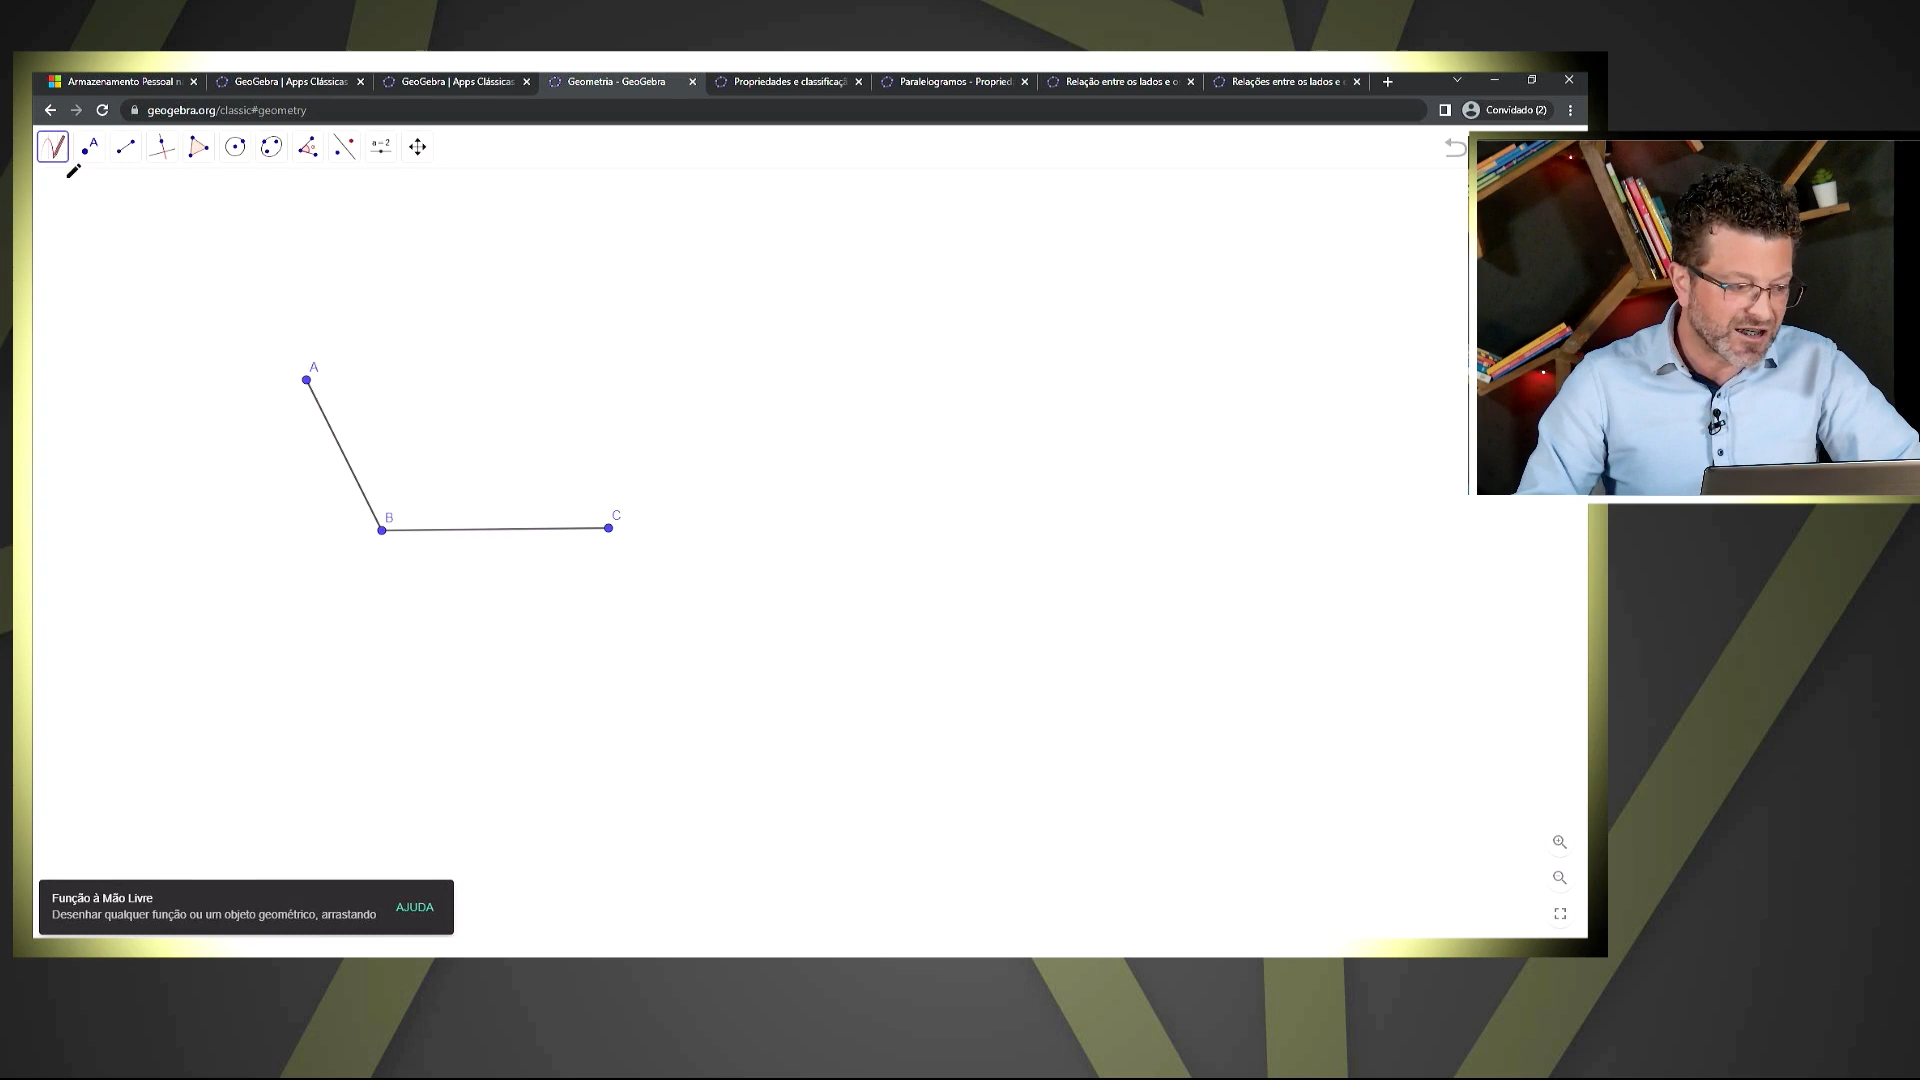 Armazenamento Pessoal n
GeoGebra | Apps Clássicas
GeoGebra | Apps Clássicas
Geometria - GeoGebra
Propriedades e classificaçã
Paralelogramos - Propried
Relação entre os lados e o
Relações entre os lados e
geogebra.org/classic#geometry
Convidado (2)
A
a=2
A
B
C
Função à Mão Livre
Desenhar qualquer função ou um objeto geométrico, arrastando
AJUDA